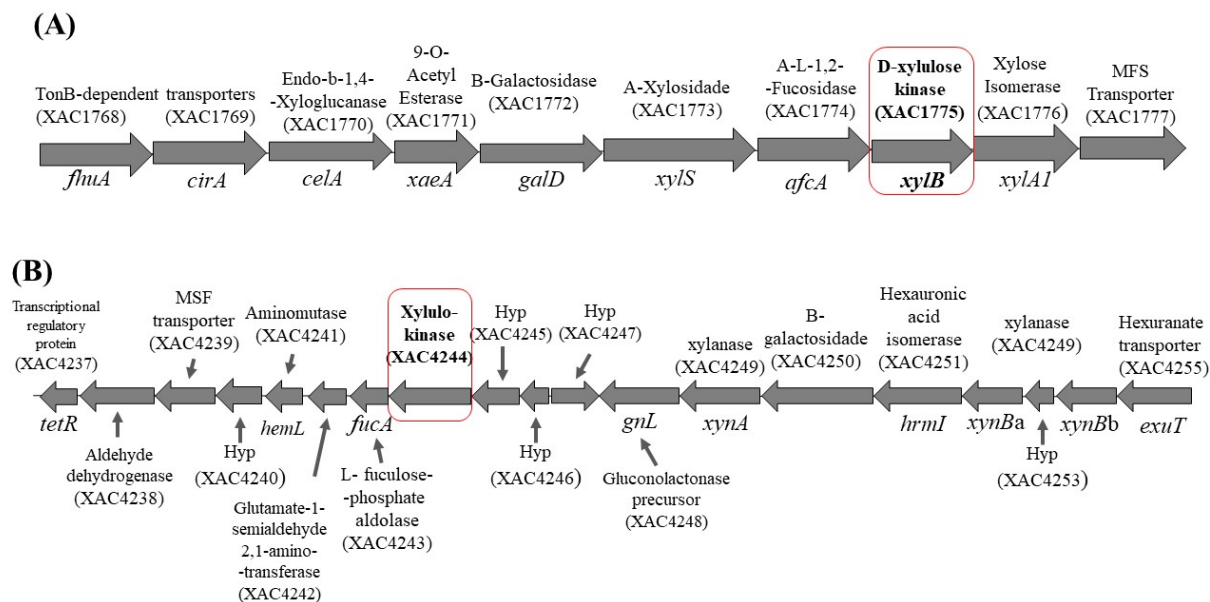 (A)
TonB-dependent
(XAC1768)
transporters
(XAC1769)
Endo-b-1,4-
-Xyloglucanase
(XAC1770)
9-O-
Acetyl
Esterase
(XAC1771)
B-Galactosidase
(XAC1772)
A-Xylosidade
(XAC1773)
A-L-1,2-
-Fucosidase
(XAC1774)
D-xylulose
kinase
(XAC1775)
Xylose
Isomerase
(XAC1776)
MFS
Transporter
(XAC1777)
fhuA
cirA
celA
xaeA
galD
xylS
afcA
xylB
xylA1
(B)
Transcriptional
regulatory
protein
(XAC4237)
MSF
transporter
(XAC4239)
Aminomutase
(XAC4241)
Xylulo-
kinase
(XAC4244)
Hyp
(XAC4245)
Hyp
(XAC4247)
xylanase
(XAC4249)
B-
galactosidade
(XAC4250)
Hexauronic
acid
isomerase
(XAC4251)
xylanase
(XAC4249)
Hexuranate
transporter
(XAC4255)
tetR
hemL
fucA
gnL
xynA
hrmI
xynBa
xynBb
exuT
Aldehyde
dehydrogenase
(XAC4238)
Hyp
(XAC4240)
Glutamate-1-
semialdehyde
2,1-amino-
-transferase
(XAC4242)
L- fuculose-
-phosphate
aldolase
(XAC4243)
Hyp
(XAC4246)
Gluconolactonase
precursor
(XAC4248)
Hyp
(XAC4253)